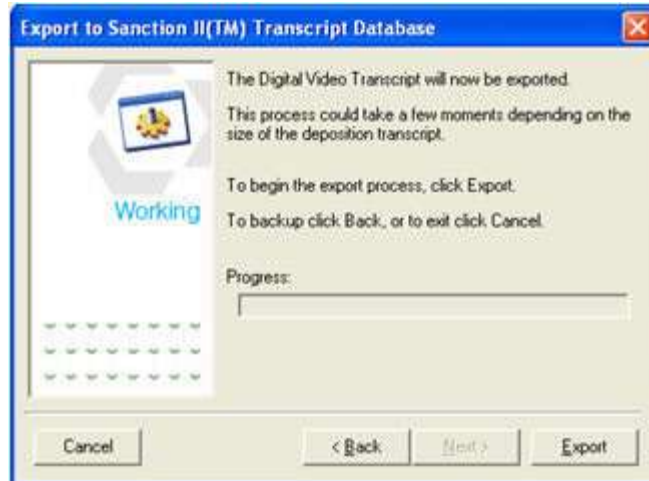 Export to Sanction II(TM) Transcript Database
The Digital Video Transcript will now be exported.
This process could take a few moments depending on the
size of the deposition transcript.
To begin the export process, click Export.
Working
To backup click Back, or to exit click Cancel.
Progress:
Cancel
< Back
Next >
Export